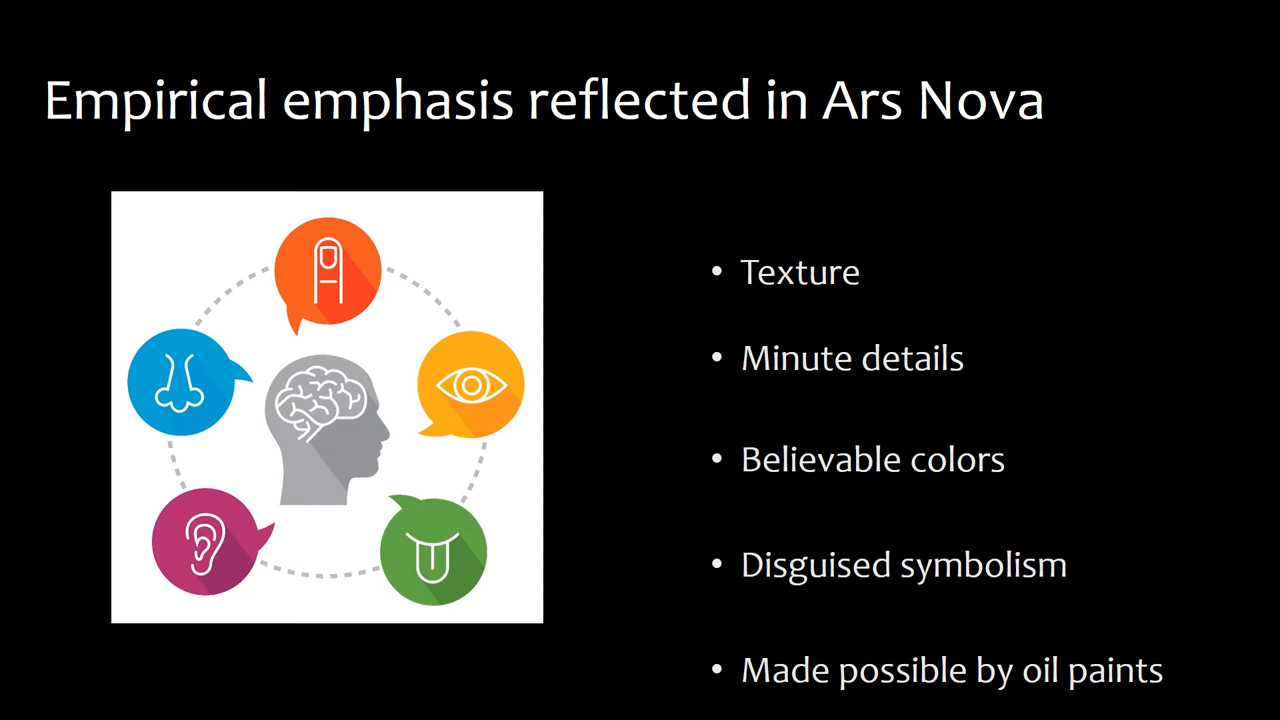 Empirical emphasis reflected in Ars Nova
• Texture
• Minute details
• Believable colors
• Disguised symbolism
• Made possible by oil paints